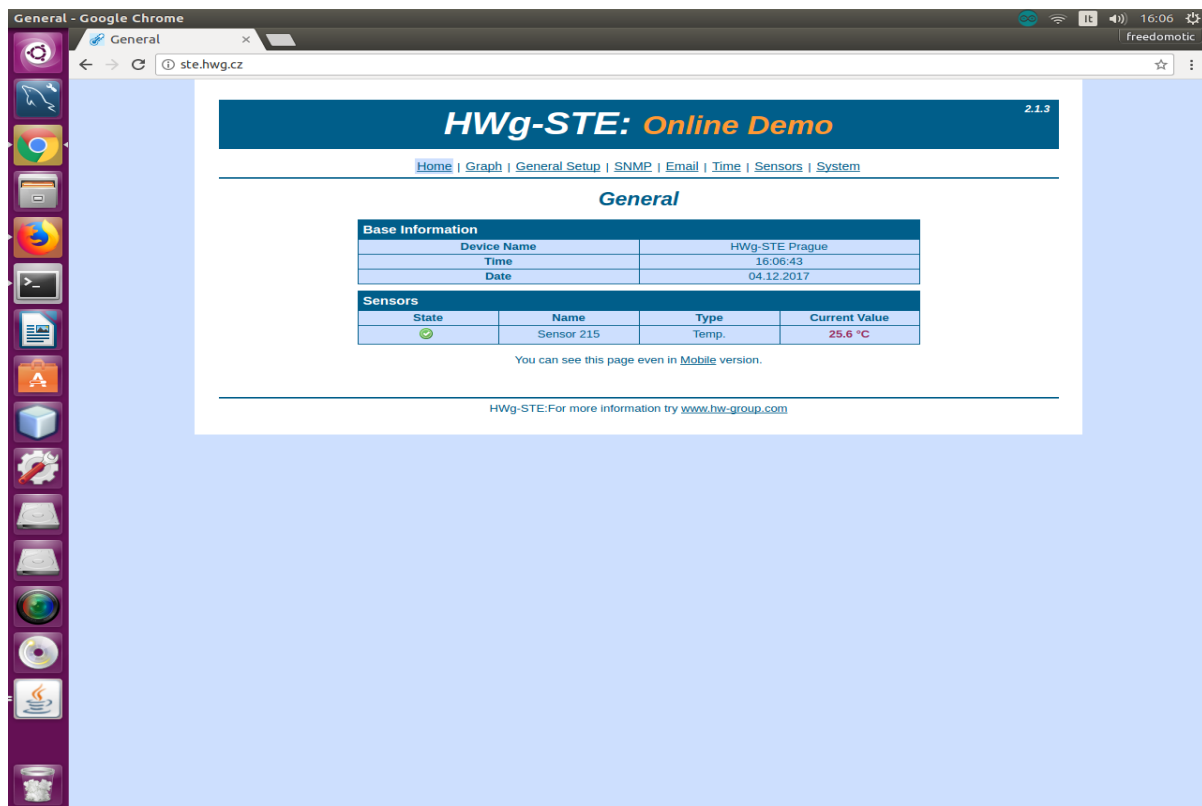 General - Google Chrome
It 16:06
General ×
freedomotic
ste.hwg.cz
HWg-STE: Online Demo
2.1.3
Home | Graph | General Setup | SNMP | Email | Time | Sensors | System
General
Base Information
Device Name HWg-STE Prague
Time 16:06:43
Date 04.12.2017
Sensors
State Name Type Current Value
Sensor 215 Temp. 25.6 °C
You can see this page even in Mobile version.
HWg-STE:For more information try www.hw-group.com